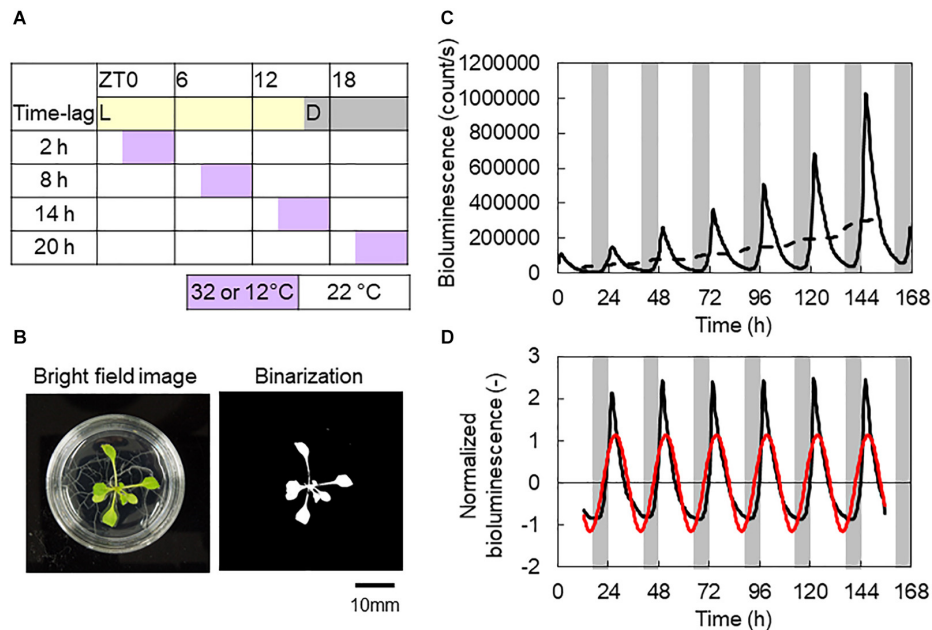 A
ZT0 6 12 18
Time-lag L D
2 h
8 h
14 h
20 h
32 or 12°C 22 °C
B
Bright field image Binarization
10mm
C
Bioluminescence (count/s)
1200000
1000000
800000
600000
400000
200000
0
0 24 48 72 96 120 144 168
Time (h)
D
Normalized
bioluminescence (-)
3
2
1
0
-1
-2
0 24 48 72 96 120 144 168
Time (h)